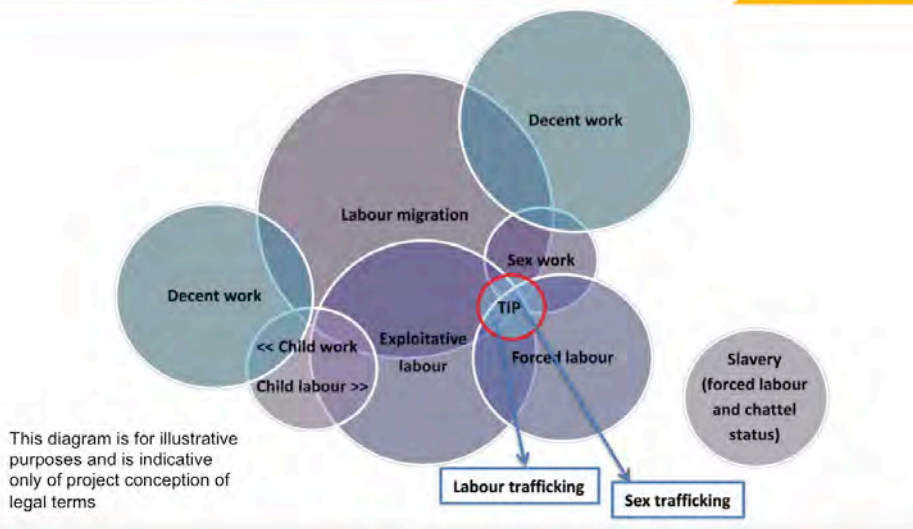 Decent work
Labour migration
Sex work
Decent work
TIP
<< Child work
Exploitative
labour
Forced labour
Child labour >>
Slavery
(forced labour
and chattel
status)
This diagram is for illustrative
purposes and is indicative
only of project conception of
legal terms
Labour trafficking
Sex trafficking